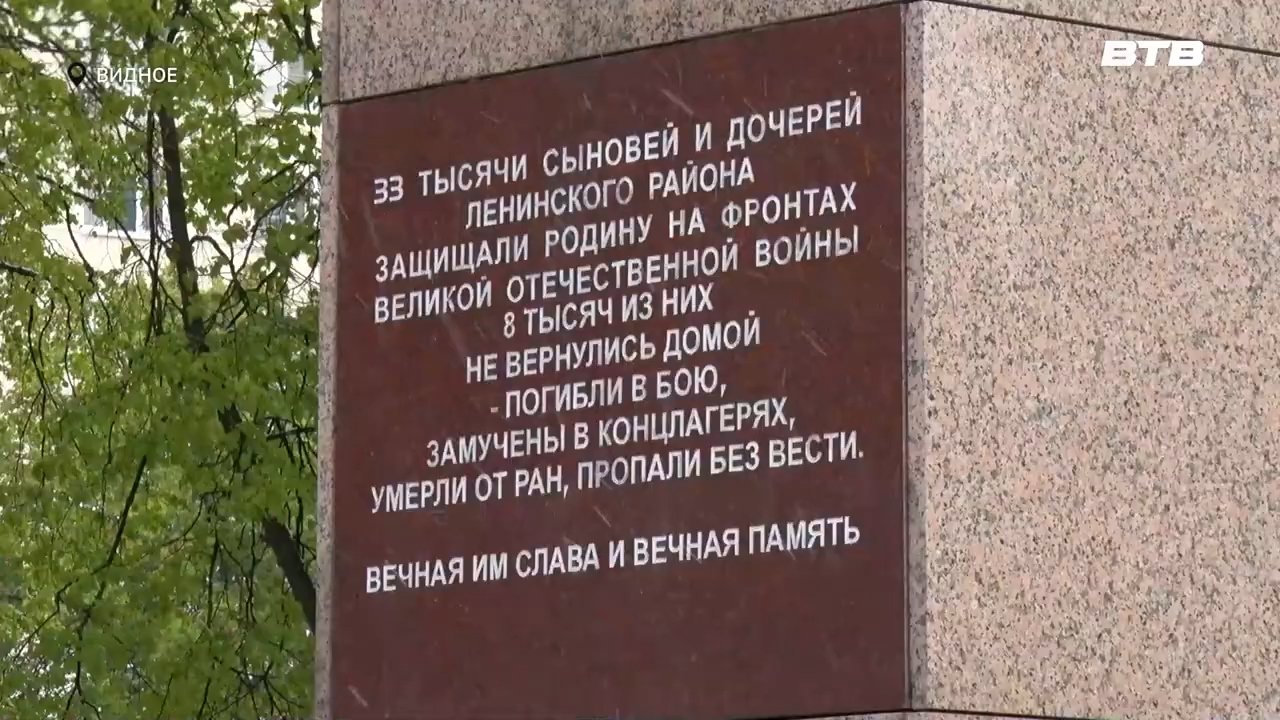 ВИДНОЕ
ВТВ
33 ТЫСЯЧИ СЫНОВЕЙ И ДОЧЕРЕЙ
ЛЕНИНСКОГО РАЙОНА
ЗАЩИЩАЛИ РОДИНУ НА ФРОНТАХ
ВЕЛИКОЙ ОТЕЧЕСТВЕННОЙ ВОЙНЫ
8 ТЫСЯЧ ИЗ НИХ
НЕ ВЕРНУЛИСЬ ДОМОЙ
- ПОГИБЛИ В БОЮ,
ЗАМУЧЕНЫ В КОНЦЛАГЕРЯХ,
УМЕРЛИ ОТ РАН, ПРОПАЛИ БЕЗ ВЕСТИ.
ВЕЧНАЯ ИМ СЛАВА И ВЕЧНАЯ ПАМЯТЬ